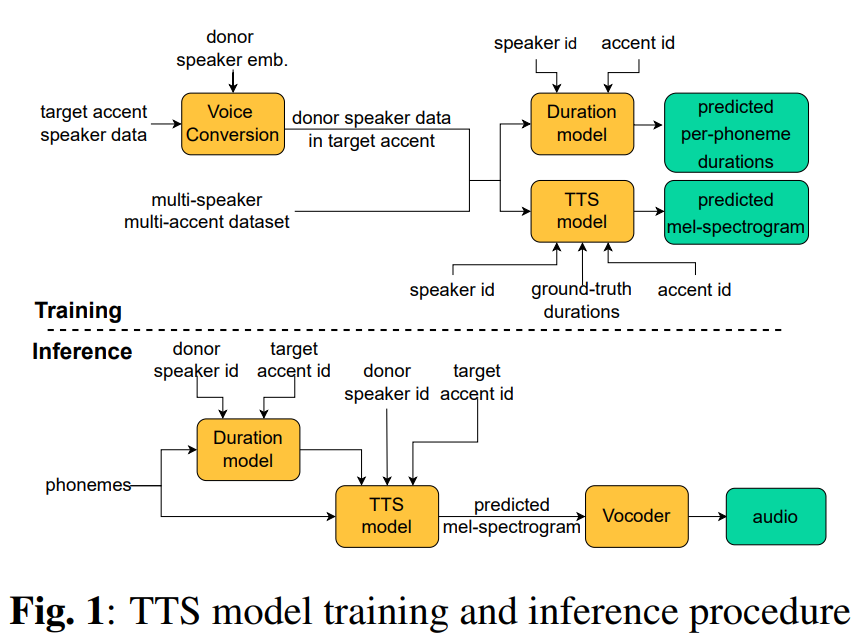 donor
speaker emb.
target accent
speaker data
Voice
Conversion
donor speaker data
in target accent
multi-speaker
multi-accent dataset
speaker id
accent id
Duration
model
predicted
per-phoneme
durations
TTS
model
predicted
mel-spectrogram
speaker id
ground-truth
durations
accent id
Training
Inference
donor
speaker id
target
accent id
donor
speaker id
target
accent id
Duration
model
phonemes
TTS
model
predicted
mel-spectrogram
Vocoder
audio
Fig. 1: TTS model training and inference procedure